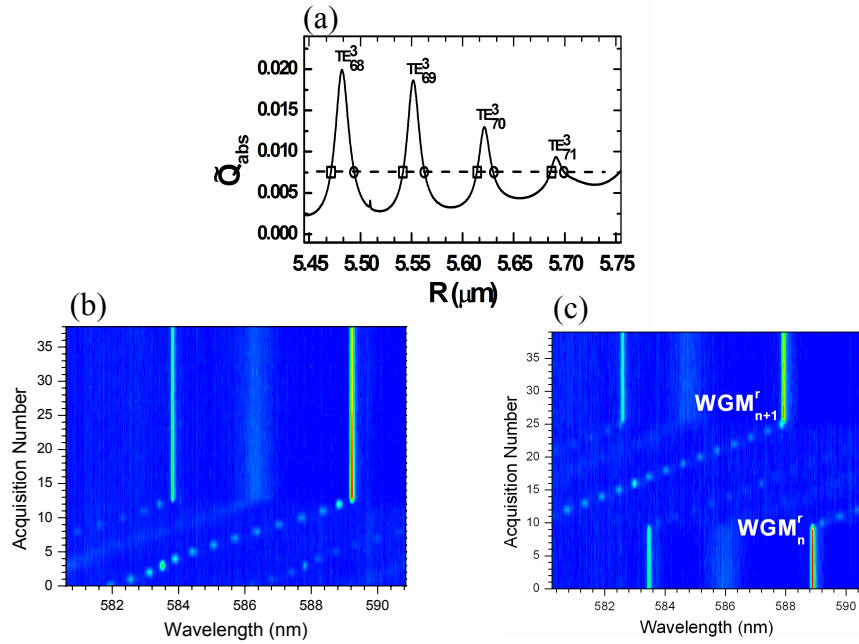 (a)
TE³₆₈
TE³₆₉
TE³₇₀
TE³₇₁
0.020
0.015
0.010
0.005
0.000
Q̃abs
5.45 5.50 5.55 5.60 5.65 5.70 5.75
R (μm)
(b)
35
30
25
20
15
10
5
0
Acquisition Number
582 584 586 588 590
Wavelength (nm)
(c)
35
30
25
20
15
10
5
0
Acquisition Number
WGMʳₙ₊₁
WGMʳₙ
582 584 586 588 590
Wavelength (nm)